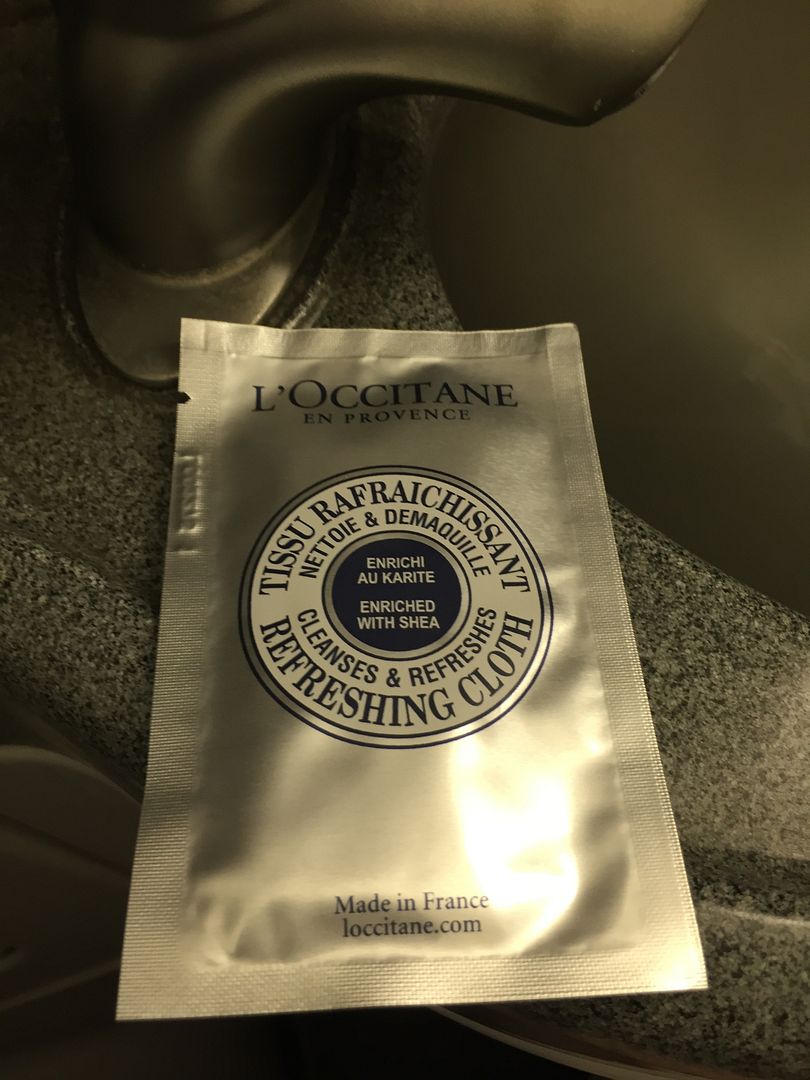 L'OCCITANE
EN PROVENCE
TISSU RAFRAICHISSANT
NETTOIE & DEMAQUILLE
ENRICHI
AU KARITE
ENRICHED
WITH SHEA
CLEANSES & REFRESHES
REFRESHING CLOTH
Made in France
loccitane.com